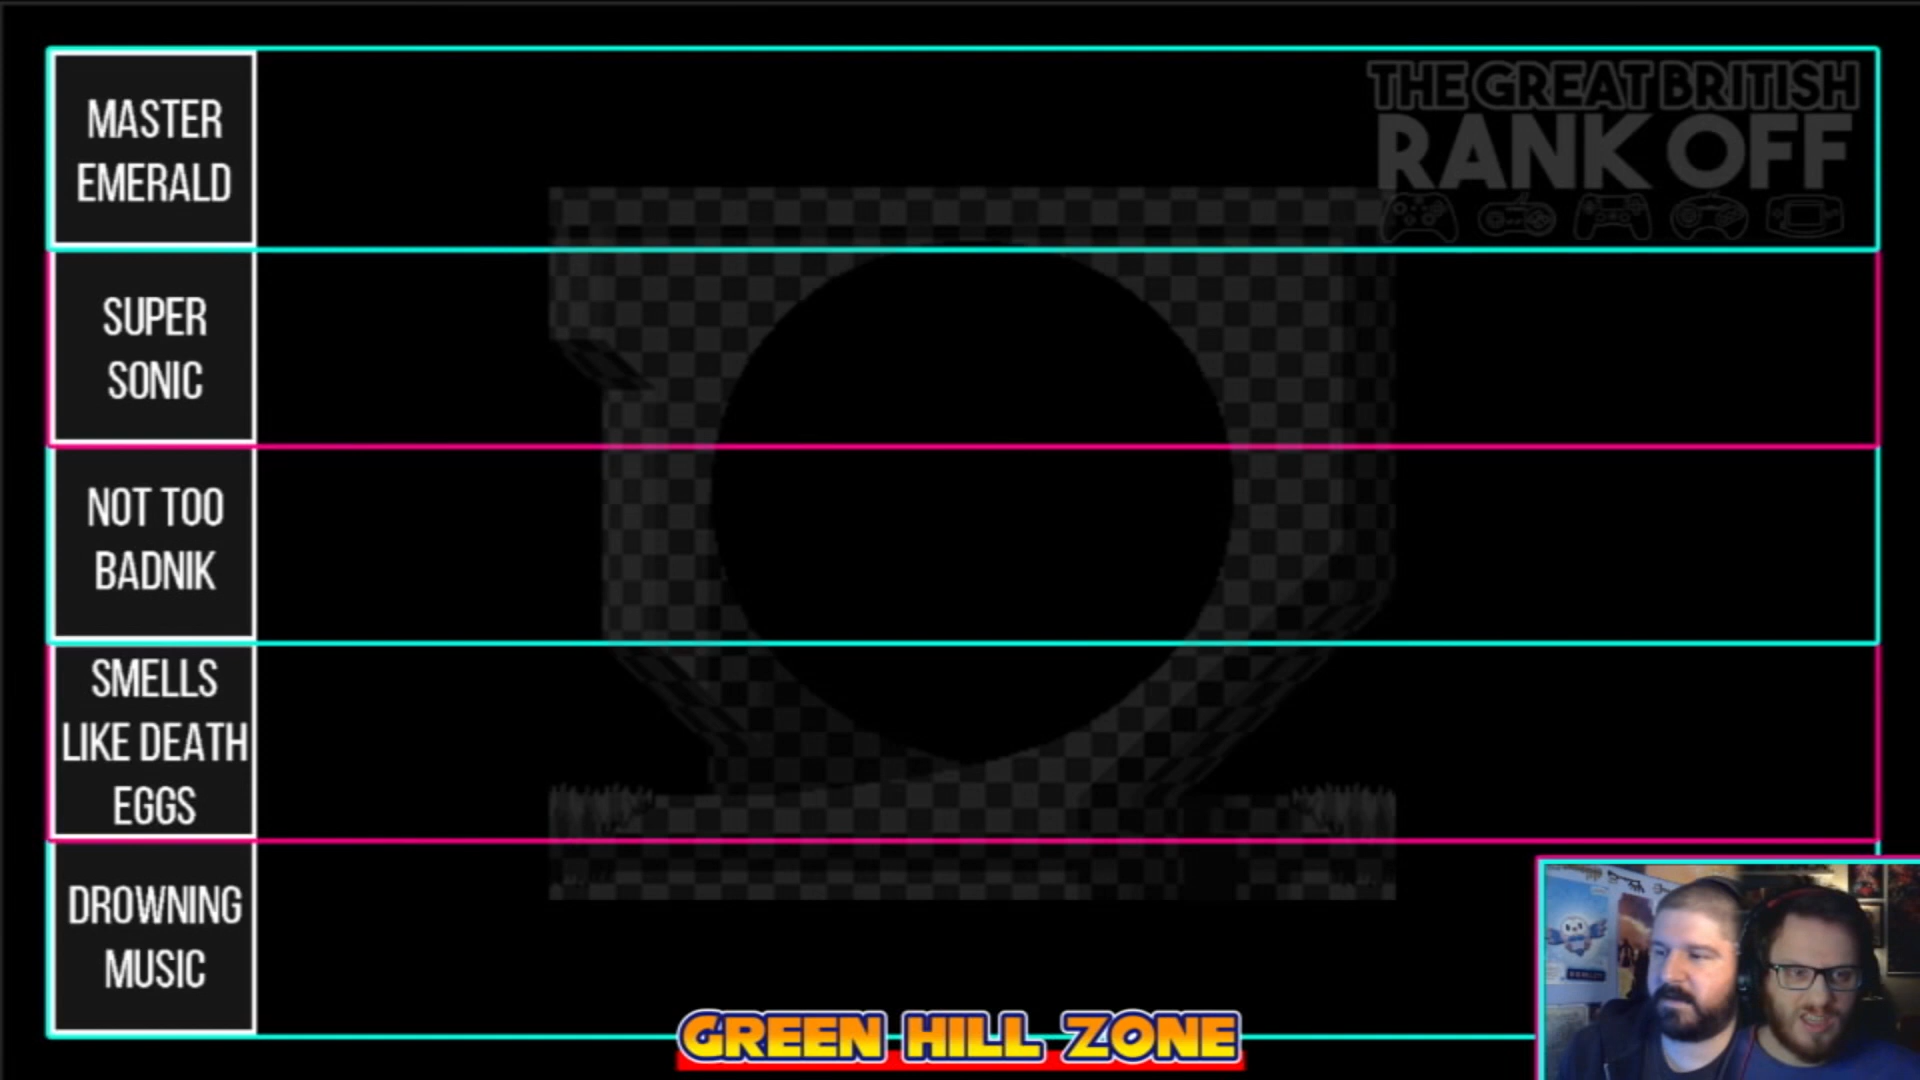 THE GREAT BRITISH
RANK OFF
MASTER
EMERALD
SUPER
SONIC
NOT TOO
BADNIK
SMELLS
LIKE DEATH
EGGS
DROWNING
MUSIC
GREEN HILL ZONE